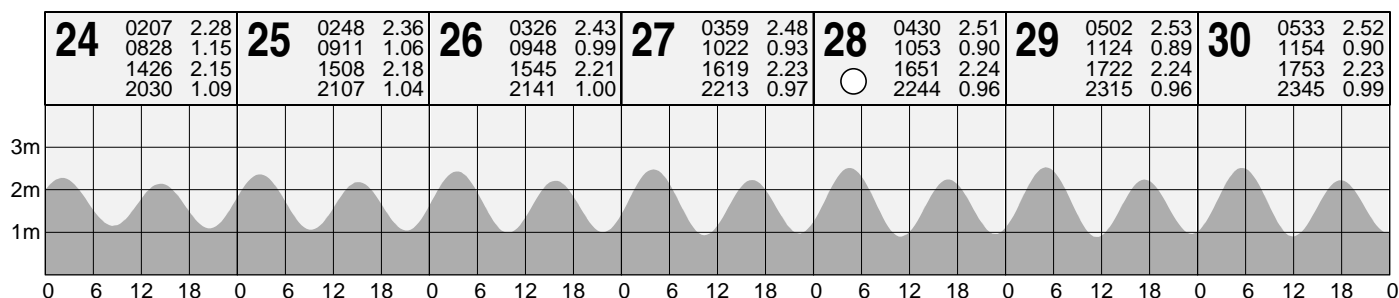 24 0207 2.28 25 0248 2.36 26 0326 2.43 27 0359 2.48 28 0430 2.51 29 0502 2.53 30 0533 2.52
0828 1.15 0911 1.06 0948 0.99 1022 0.93 1053 0.90 1124 0.89 1154 0.90
1426 2.15 1508 2.18 1545 2.21 1619 2.23 1651 2.24 1722 2.24 1753 2.23
2030 1.09 2107 1.04 2141 1.00 2213 0.97 2244 0.96 2315 0.96 2345 0.99
3m
2m
1m
0 6 12 18 0 6 12 18 0 6 12 18 0 6 12 18 0 6 12 18 0 6 12 18 0 6 12 18 0